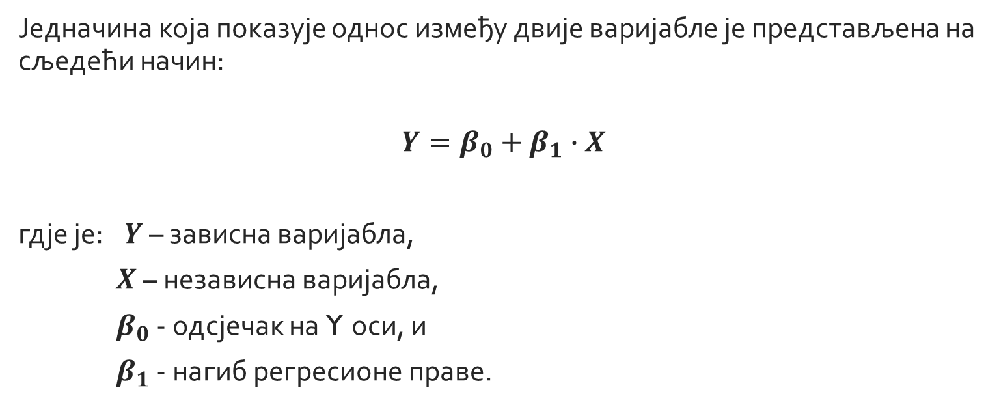 Једначина која показује однос између двије варијабле је представљена на
сљедећи начин:
Y = β₀ + β₁ · X
гдје је: Y – зависна варијабла,
X – независна варијабла,
β₀ - одсјечак на Y оси, и
β₁ - нагиб регресионе праве.